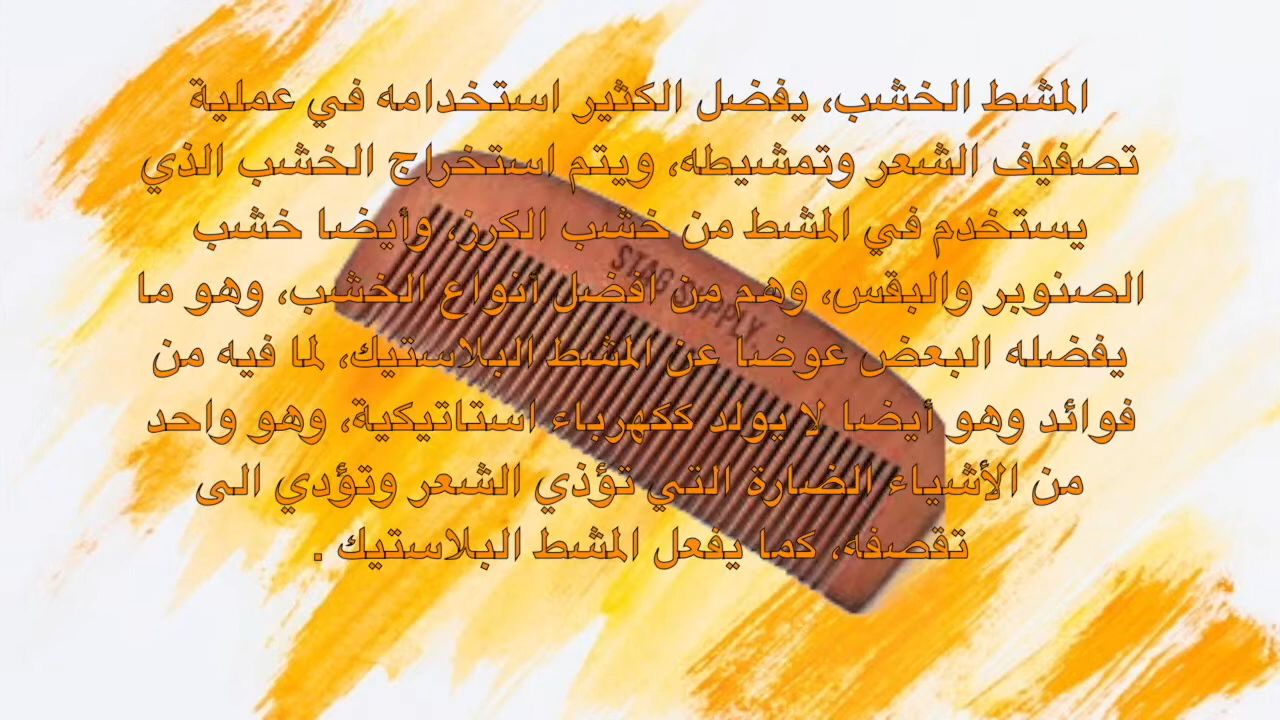 المشط الخشب، يفضل الكثير استخدامه في عملية
تصفيف الشعر وتمشيطه، ويتم استخراج الخشب الذي
يستخدم في المشط من خشب الكرز، وأيضا خشب
STAG SUPPLY
الصنوبر والبقس، وهم من افضل أنواع الخشب، وهو ما
يفضله البعض عوضا عن المشط البلاستيك، لما فيه من
فوائد وهو أيضا لا يولد ككهرباء استاتيكية، وهو واحد
من الأشياء الضارة التي تؤذي الشعر وتؤدي الى
تقصفه، كما يفعل المشط البلاستيك .